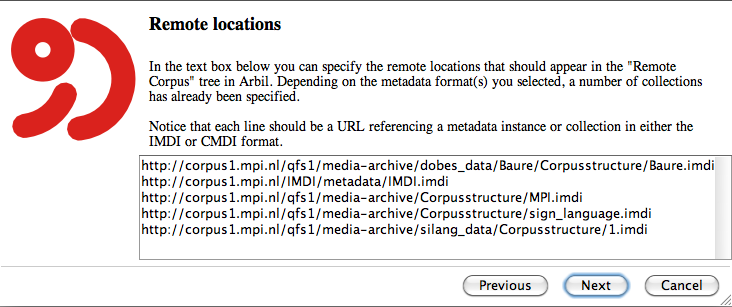 Remote locations
In the text box below you can specify the remote locations that should appear in the "Remote
Corpus" tree in Arbil. Depending on the metadata format(s) you selected, a number of collections
has already been specified.
Notice that each line should be a URL referencing a metadata instance or collection in either the
IMDI or CMDI format.
http://corpus1.mpi.nl/qfs1/media-archive/dobes_data/Baure/Corpusstructure/Baure.imdi
http://corpus1.mpi.nl/IMDI/metadata/IMDI.imdi
http://corpus1.mpi.nl/qfs1/media-archive/Corpusstructure/MPI.imdi
http://corpus1.mpi.nl/qfs1/media-archive/Corpusstructure/sign_language.imdi
http://corpus1.mpi.nl/qfs1/media-archive/silang_data/Corpusstructure/1.imdi
Previous Next Cancel